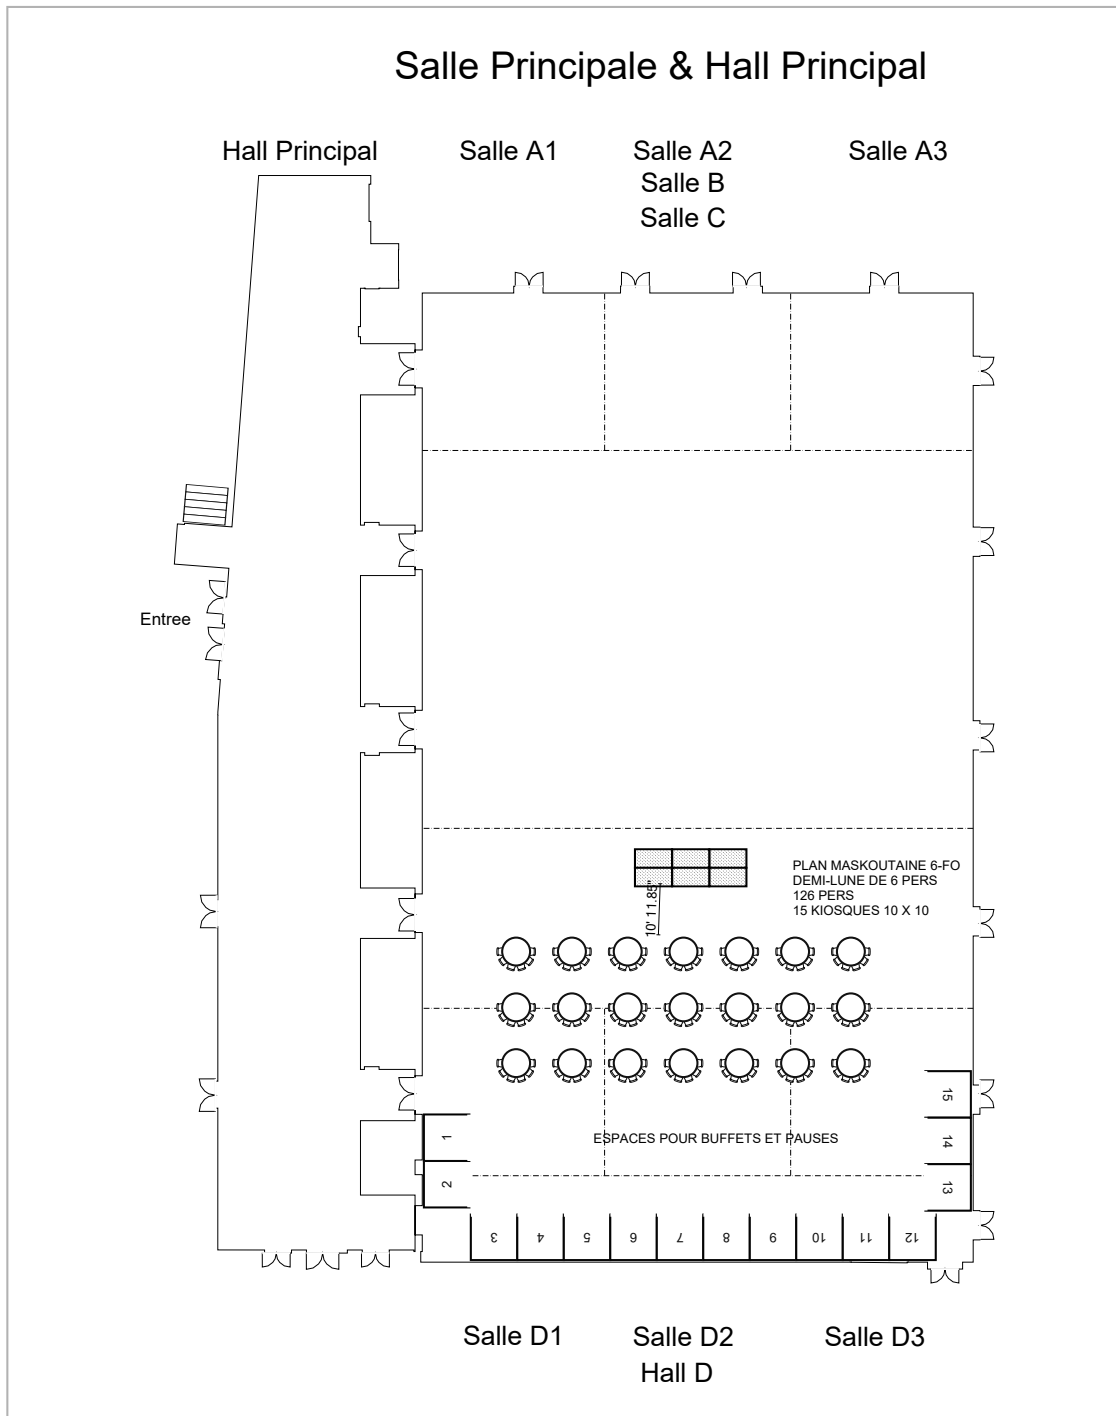 Salle Principale & Hall Principal
Hall Principal
Salle A1
Salle A2
Salle A3
Salle B
Salle C
Entree
PLAN MASKOUTAINE 6-FO
DEMI-LUNE DE 6 PERS
126 PERS
15 KIOSQUES 10 X 10
10' 11.85"
15
14
13
1
2
ESPACES POUR BUFFETS ET PAUSES
3
4
5
6
7
8
9
10
11
12
Salle D1
Salle D2
Salle D3
Hall D